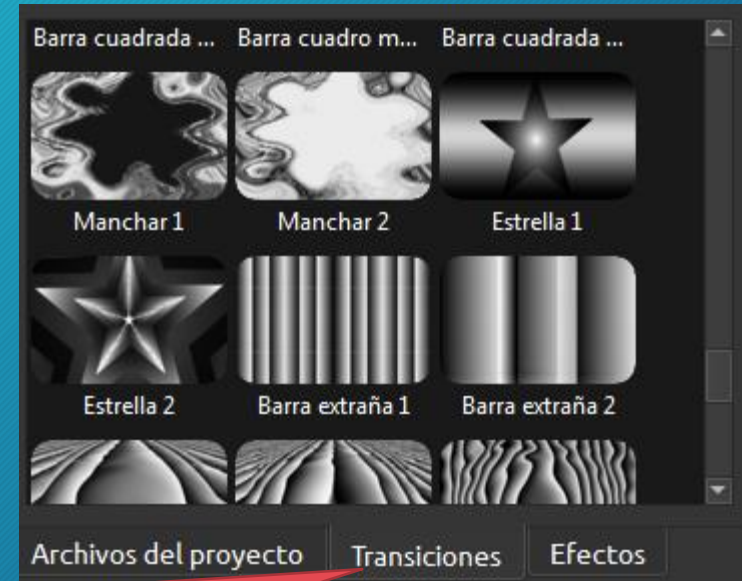 Barra cuadrada ... Barra cuadro m... Barra cuadrada ...
Manchar 1 Manchar 2 Estrella 1
Estrella 2 Barra extraña 1 Barra extraña 2
Archivos del proyecto Transiciones Efectos